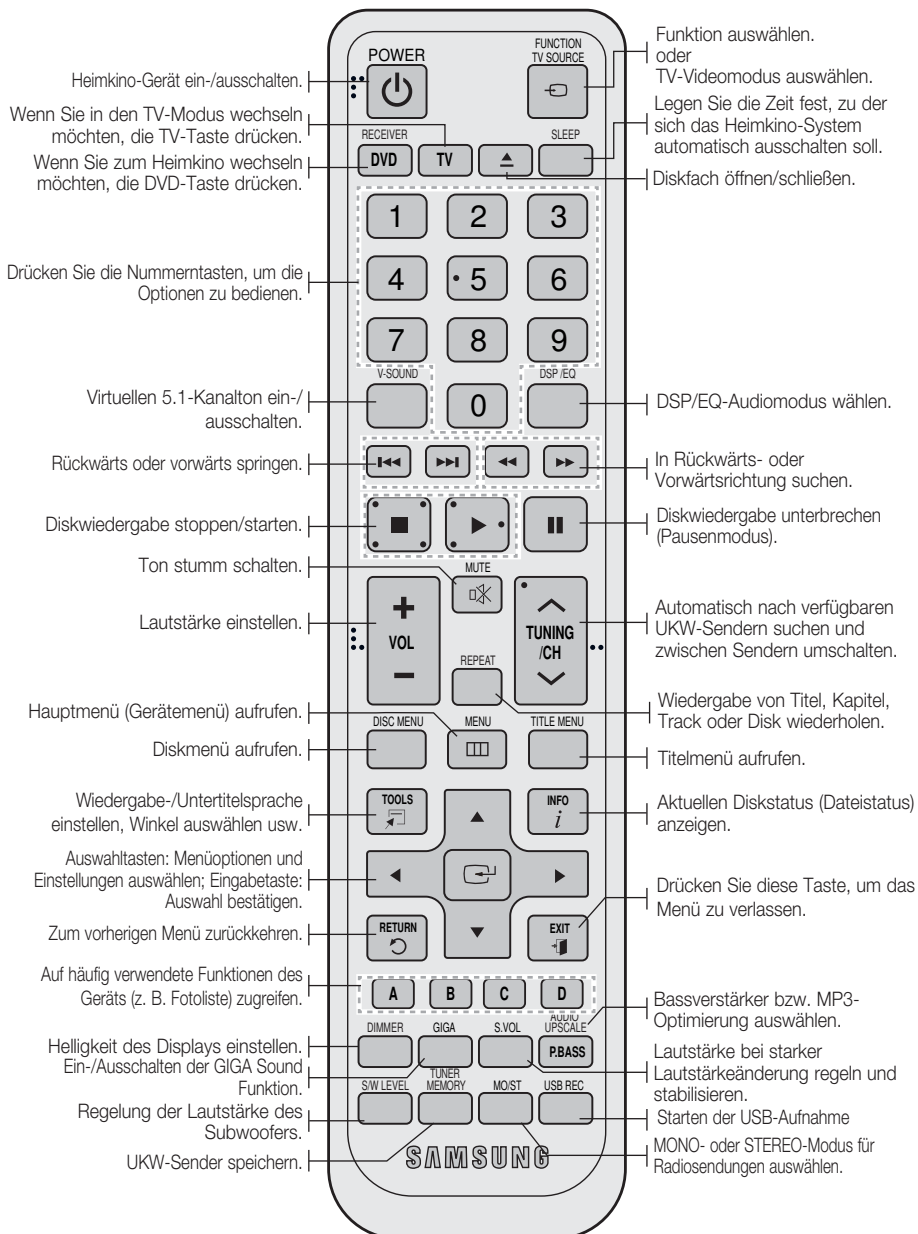 POWER
FUNCTION
TV SOURCE
Heimkino-Gerät ein-/ausschalten.
Funktion auswählen.
oder
TV-Videomodus auswählen.
Wenn Sie in den TV-Modus wechseln
möchten, die TV-Taste drücken.
Legen Sie die Zeit fest, zu der
sich das Heimkino-System
automatisch ausschalten soll.
RECEIVER
SLEEP
DVD
TV
Wenn Sie zum Heimkino wechseln
möchten, die DVD-Taste drücken.
Diskfach öffnen/schließen.
1
2
3
Drücken Sie die Nummerntasten, um die
Optionen zu bedienen.
4
5
6
7
8
9
V-SOUND
DSP /EQ
0
Virtuellen 5.1-Kanalton ein-/
ausschalten.
DSP/EQ-Audiomodus wählen.
Rückwärts oder vorwärts springen.
In Rückwärts- oder
Vorwärtsrichtung suchen.
Diskwiedergabe stoppen/starten.
Diskwiedergabe unterbrechen
(Pausenmodus).
Ton stumm schalten.
MUTE
Lautstärke einstellen.
+
VOL
−
TUNING
/CH
Automatisch nach verfügbaren
UKW-Sendern suchen und
zwischen Sendern umschalten.
REPEAT
Wiedergabe von Titel, Kapitel,
Track oder Disk wiederholen.
Hauptmenü (Gerätemenü) aufrufen.
DISC MENU
MENU
TITLE MENU
Diskmenü aufrufen.
Titelmenü aufrufen.
Wiedergabe-/Untertitelsprache
einstellen, Winkel auswählen usw.
TOOLS
INFO
i
Aktuellen Diskstatus (Dateistatus)
anzeigen.
Auswahltasten: Menüoptionen und
Einstellungen auswählen; Eingabetaste:
Auswahl bestätigen.
Drücken Sie diese Taste, um das
Menü zu verlassen.
Zum vorherigen Menü zurückkehren.
RETURN
EXIT
Auf häufig verwendete Funktionen des
Geräts (z. B. Fotoliste) zugreifen.
A
B
C
D
Bassverstärker bzw. MP3-
Optimierung auswählen.
DIMMER
GIGA
S.VOL
AUDIO
UPSCALE
P.BASS
Helligkeit des Displays einstellen.
Ein-/Ausschalten der GIGA Sound
Funktion.
Lautstärke bei starker
Lautstärkeänderung regeln und
stabilisieren.
S/W LEVEL
TUNER
MEMORY
MO/ST
USB REC
Regelung der Lautstärke des
Subwoofers.
Starten der USB-Aufnahme
UKW-Sender speichern.
SAMSUNG
MONO- oder STEREO-Modus für
Radiosendungen auswählen.